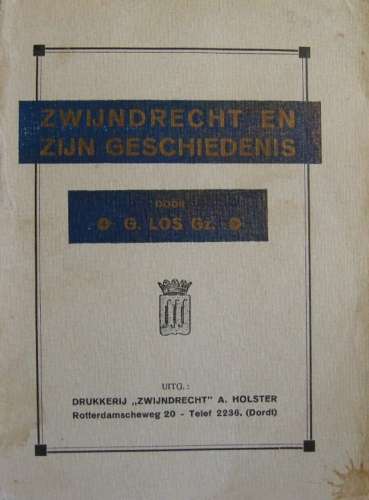 ZWIJNDRECHT EN
ZIJN GESCHIEDENIS
DOOR
G. LOS Gz.
UITG.:
DRUKKERIJ „ZWIJNDRECHT" A. HOLSTER
Rotterdamscheweg 20 - Telef 2236. (Dordt)